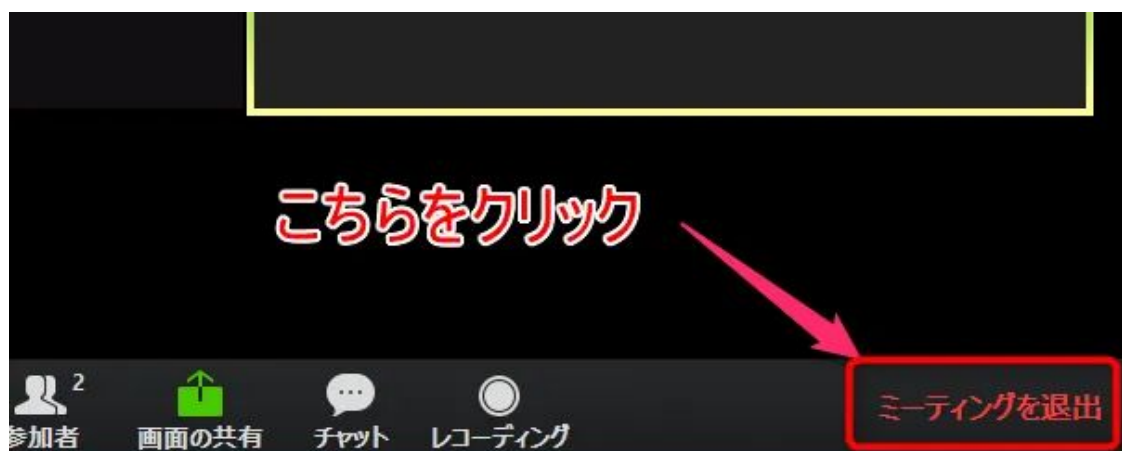 こちらをクリック
2
参加者
画面の共有
チャット
レコーディング
ミーティングを退出